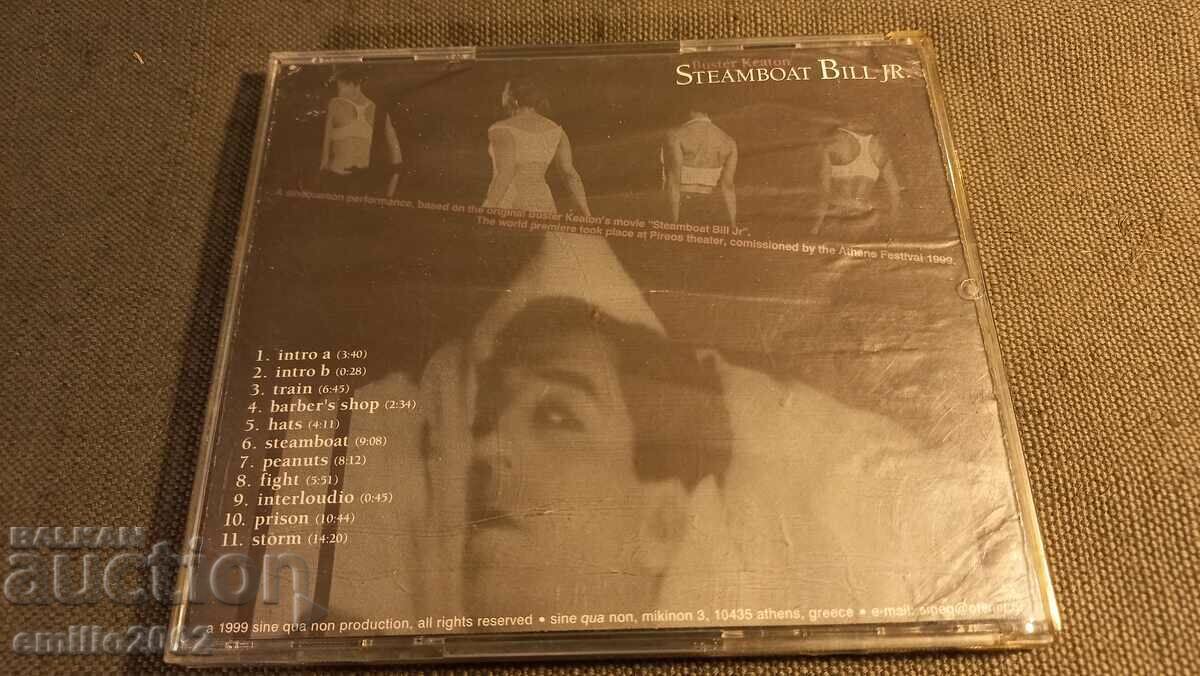 Buster Keaton
STEAMBOAT BILL JR.
A sinequanon performance, based on the original Buster Keaton's movie "Steamboat Bill Jr".
The world premiere took place at Pireos theater, comissioned by the Athens Festival 1999.
1. intro a (3:40)
2. intro b (0:28)
3. train (6:45)
4. barber's shop (2:34)
5. hats (4:11)
6. steamboat (9:08)
7. peanuts (8:12)
8. fight (5:51)
9. interloudio (0:45)
10. prison (10:44)
11. storm (14:20)
a 1999 sine qua non production, all rights reserved • sine qua non, mikinon 3, 10435 athens, greece • e-mail:
BALKAN
auction
emilio2002